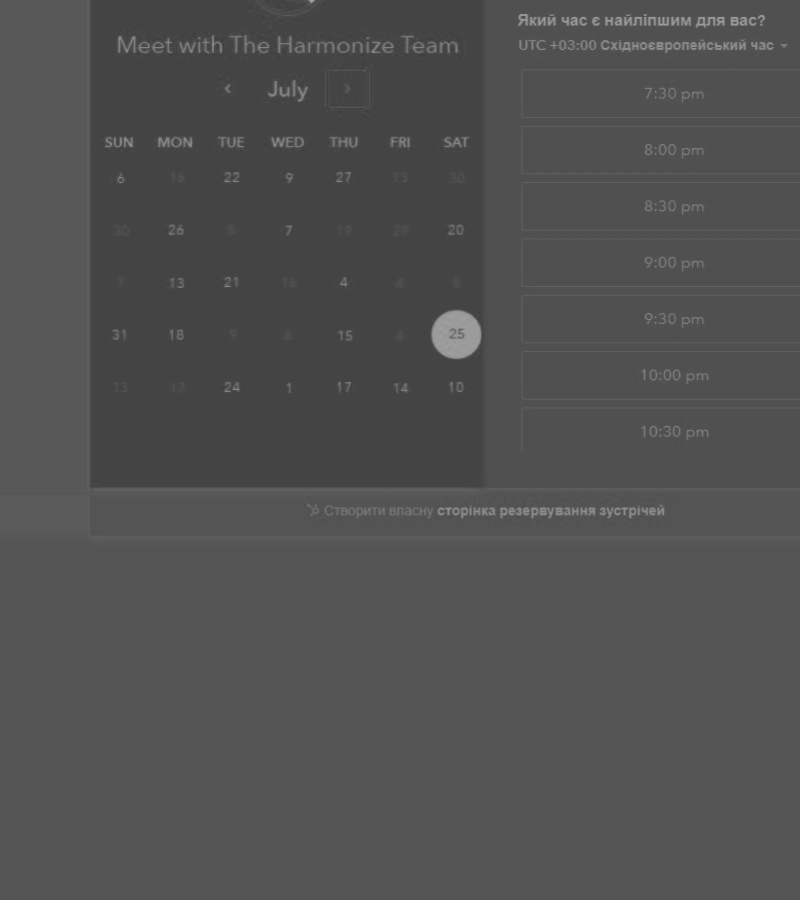 Meet with The Harmonize Team
July
SUN MON TUE WED THU FRI SAT
6 16 22 9 27 13 30
30 26 5 7 19 29 20
7 13 21 16 4 4 6
31 18 9 6 15 4 25
23 17 24 1 17 14 10
Який час є найліпшим для вас?
UTC +03:00 Східноєвропейський час
7:30 pm
8:00 pm
8:30 pm
9:00 pm
9:30 pm
10:00 pm
10:30 pm
Створити власну сторінка резервування зустрічей